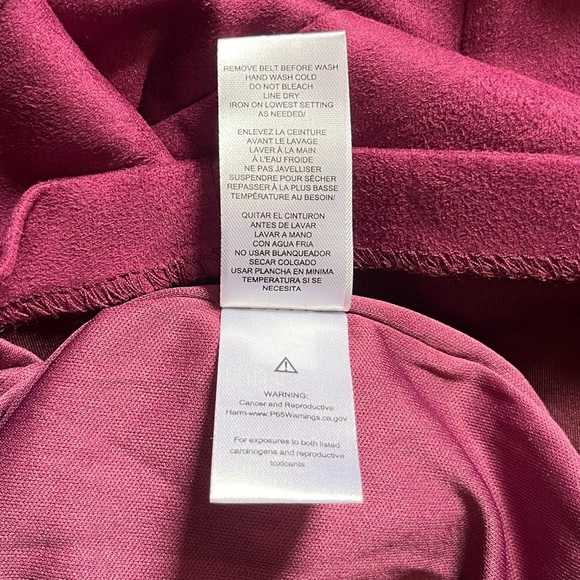 REMOVE BELT BEFORE WASH
HAND WASH COLD
DO NOT BLEACH
LINE DRY
IRON ON LOWEST SETTING
AS NEEDED/
ENLEVEZ LA CEINTURE
AVANT LE LAVAGE
LAVER À LA MAIN
À L'EAU FROIDE
NE PAS JAVELLISER
SUSPENDRE POUR SÉCHER
REPASSER À LA PLUS BASSE
TEMPÉRATURE AU BESOIN/
QUITAR EL CINTURON
ANTES DE LAVAR
LAVAR A MANO
CON AGUA FRIA
NO USAR BLANQUEADOR
SECAR COLGADO
USAR PLANCHA EN MINIMA
TEMPERATURA SI SE
NECESITA
WARNING:
Cancer and Reproductive
Harm-www.P65Warnings.ca.gov
For exposures to both listed
carcinogens and reproductive
toxicants